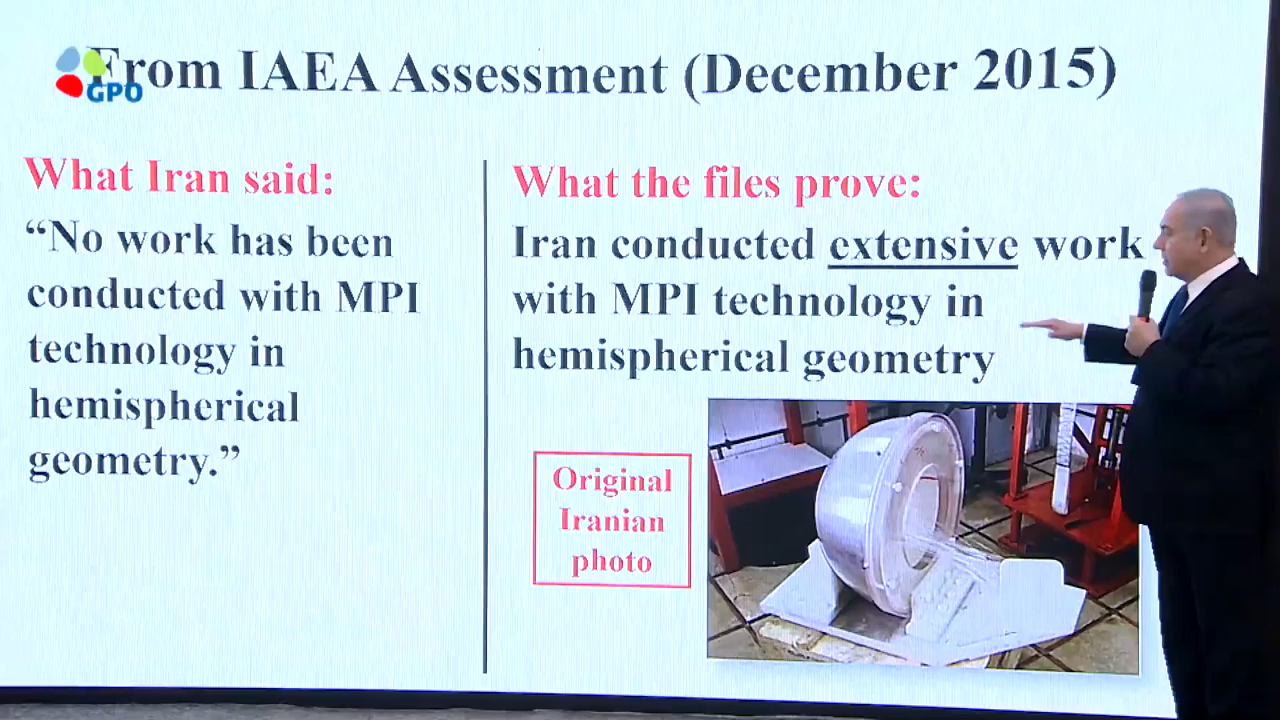 From IAEA Assessment (December 2015)
GPO
What Iran said:
“No work has been
conducted with MPI
technology in
hemispherical
geometry.”
What the files prove:
Iran conducted extensive work
with MPI technology in
hemispherical geometry
Original
Iranian
photo